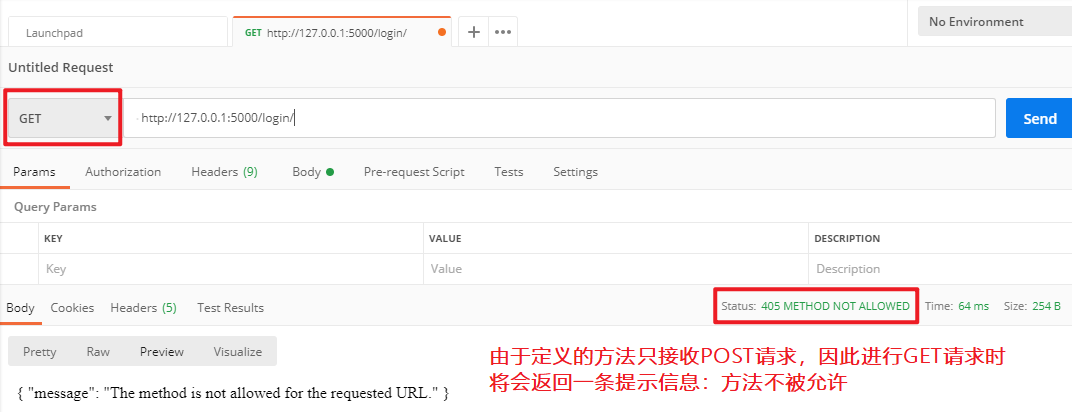 Launchpad
GET http://127.0.0.1:5000/login/
No Environment
Untitled Request
GET
http://127.0.0.1:5000/login/
Send
Params Authorization Headers (9) Body Pre-request Script Tests Settings
Query Params
KEY VALUE DESCRIPTION
Key Value Description
Body Cookies Headers (5) Test Results Status: 405 METHOD NOT ALLOWED Time: 64 ms Size: 254 B
Pretty Raw Preview Visualize
由于定义的方法只接收POST请求，因此进行GET请求时
将会返回一条提示信息：方法不被允许
{ "message": "The method is not allowed for the requested URL." }